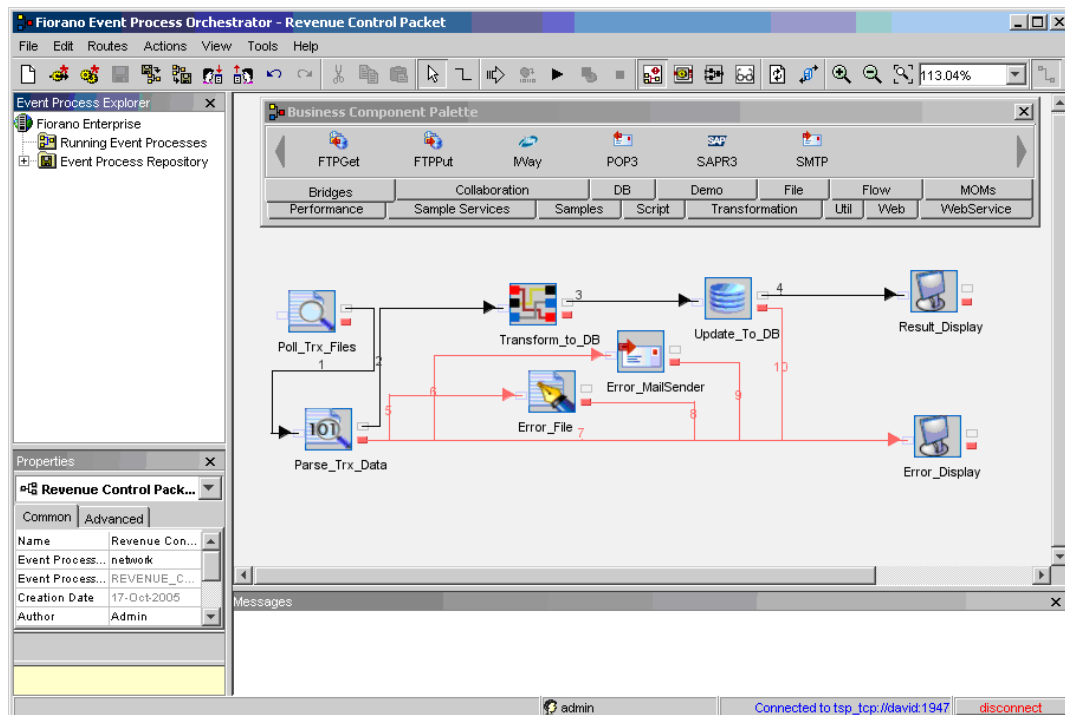 Fiorano Event Process Orchestrator - Revenue Control Packet
File Edit Routes Actions View Tools Help
113.04%
Event Process Explorer
Fiorano Enterprise
Running Event Processes
Event Process Repository
Business Component Palette
FTPGet FTPPut iWay POP3 SAPR3 SMTP
Bridges Collaboration DB Demo File Flow MOMs
Performance Sample Services Samples Script Transformation Util Web WebService
Poll_Trx_Files
Transform_to_DB
Update_To_DB
Result_Display
Error_MailSender
Error_File
Parse_Trx_Data
Error_Display
1
2
3
4
5
6
7
8
9
10
101
SAP
Properties
Revenue Control Pack...
Common Advanced
Name Revenue Con...
Event Process... network
Event Process... REVENUE_C...
Creation Date 17-Oct-2005
Author Admin
Messages
admin
Connected to tsp_tcp://david:1947
disconnect